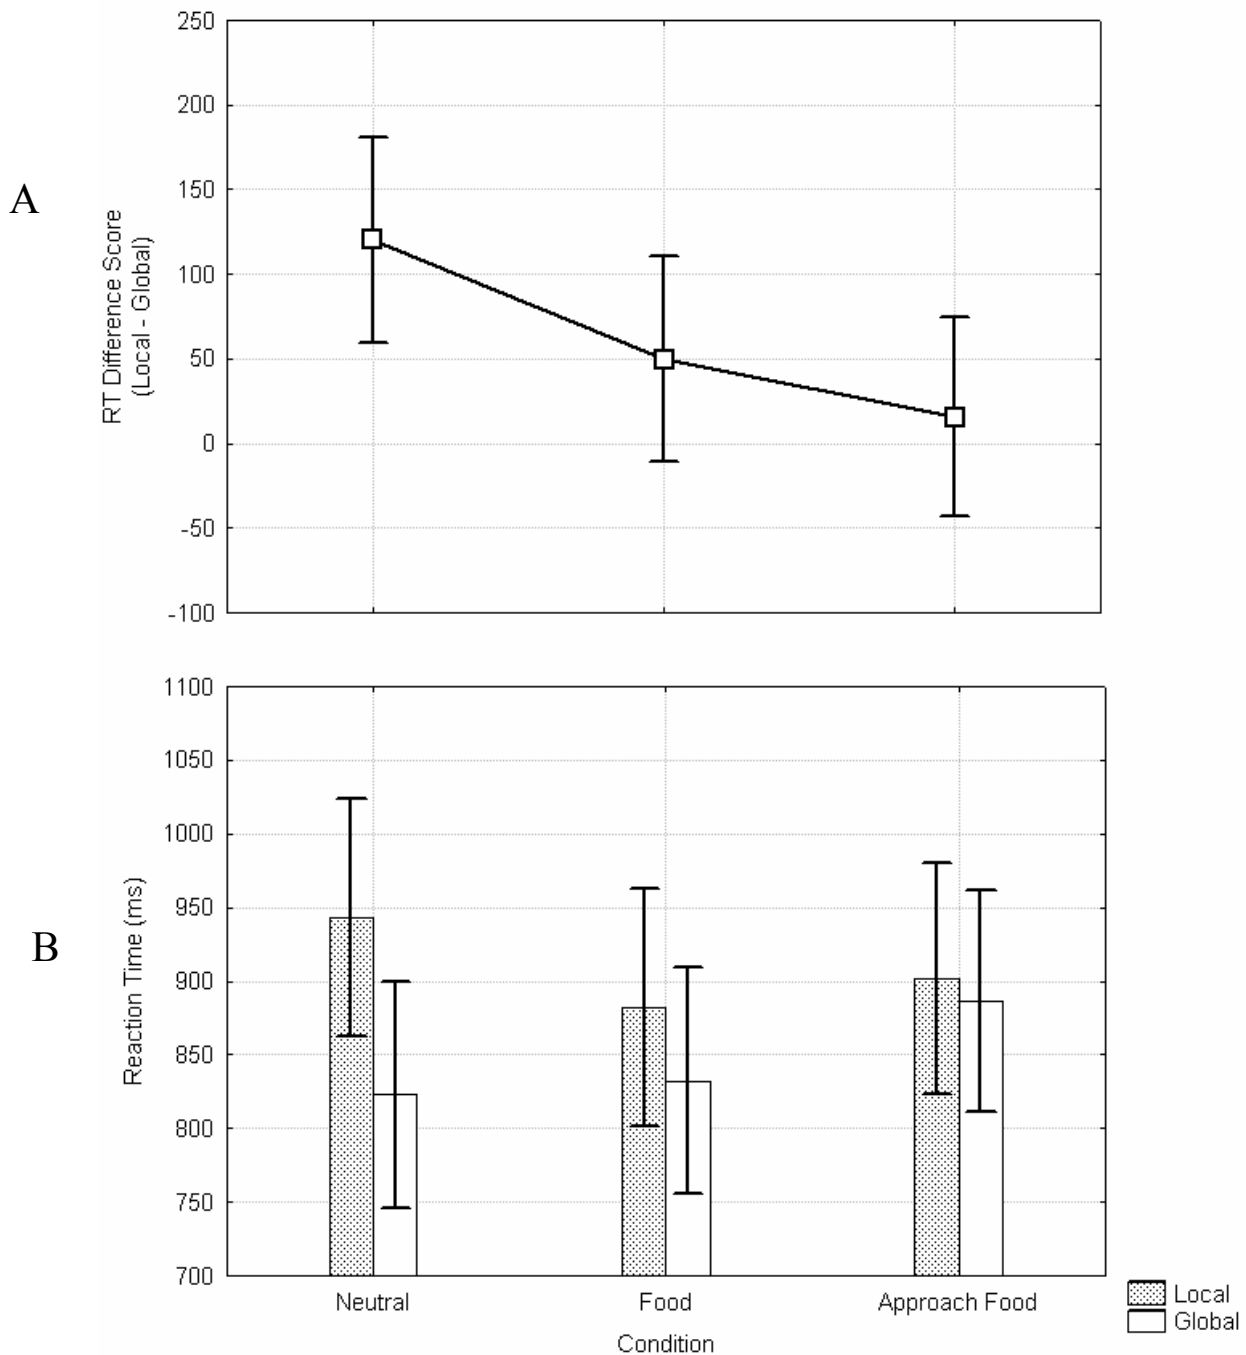 A
RT Difference Score
(Local - Global)
250
200
150
100
50
0
-50
-100
B
Reaction Time (ms)
1100
1050
1000
950
900
850
800
750
700
Neutral Food Approach Food
Condition
Local
Global